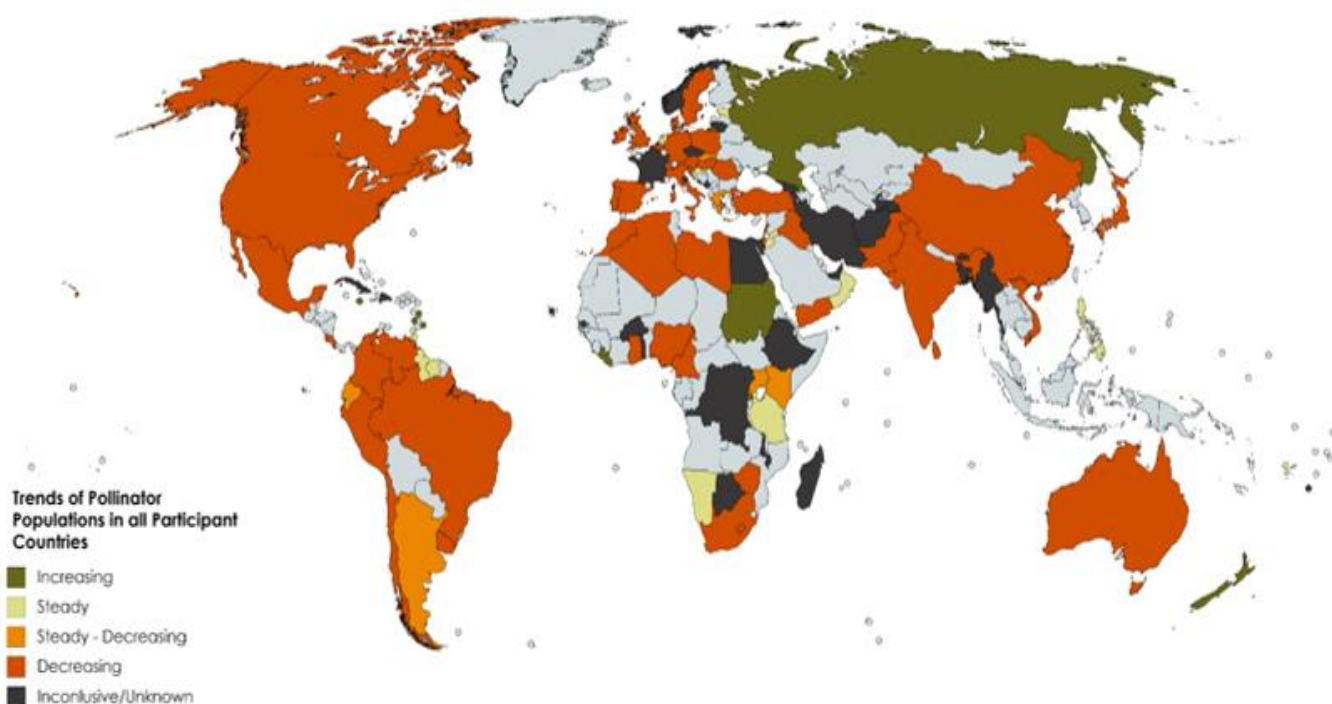 Trends of Pollinator
Populations in all Participant
Countries
Increasing
Steady
Steady - Decreasing
Decreasing
Inconlusive/Unknown